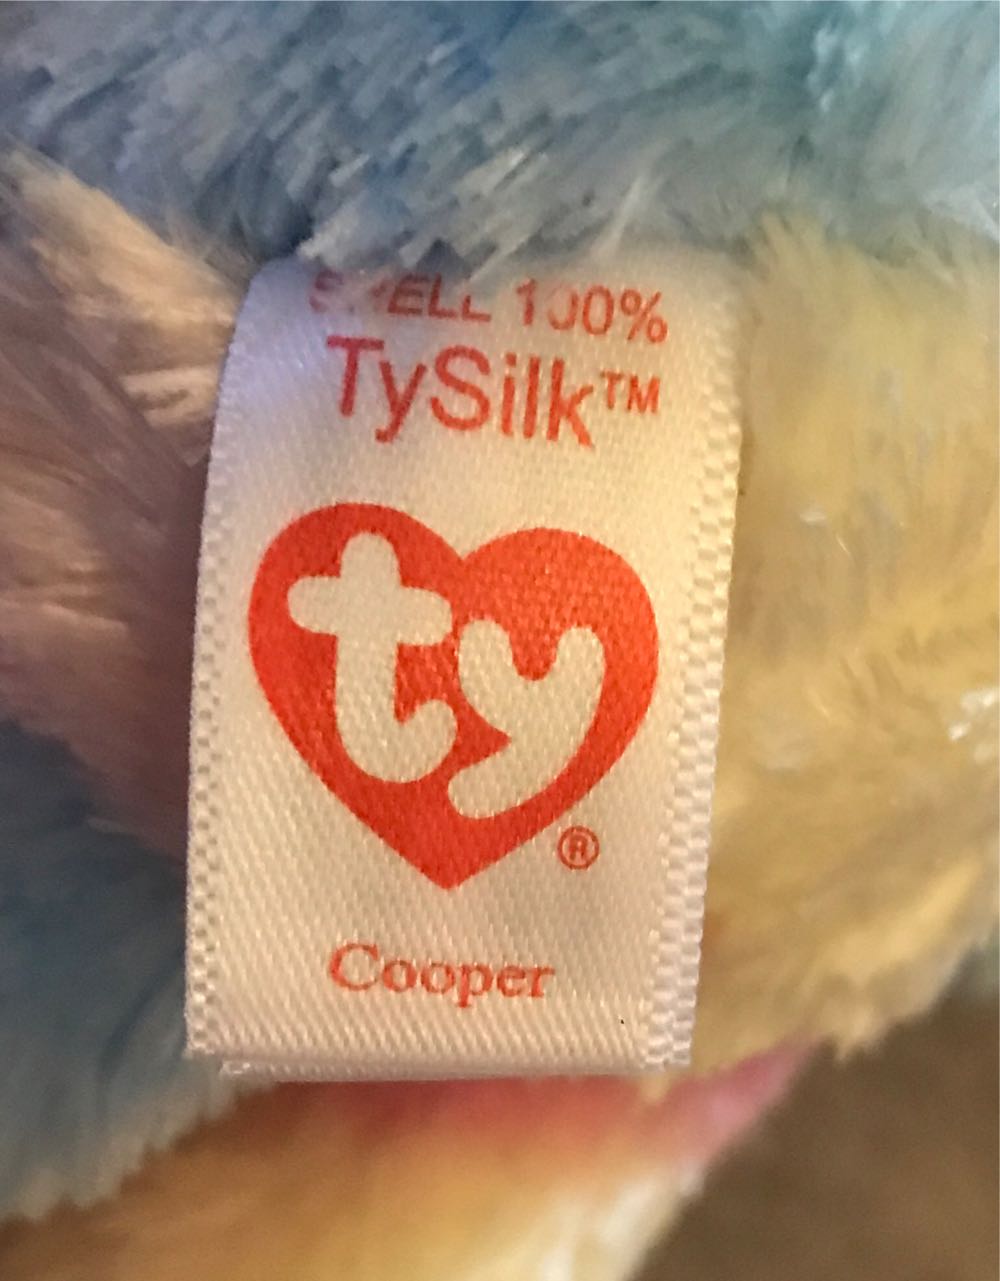 SHELL 100%
TySilk™
ty
®
Cooper